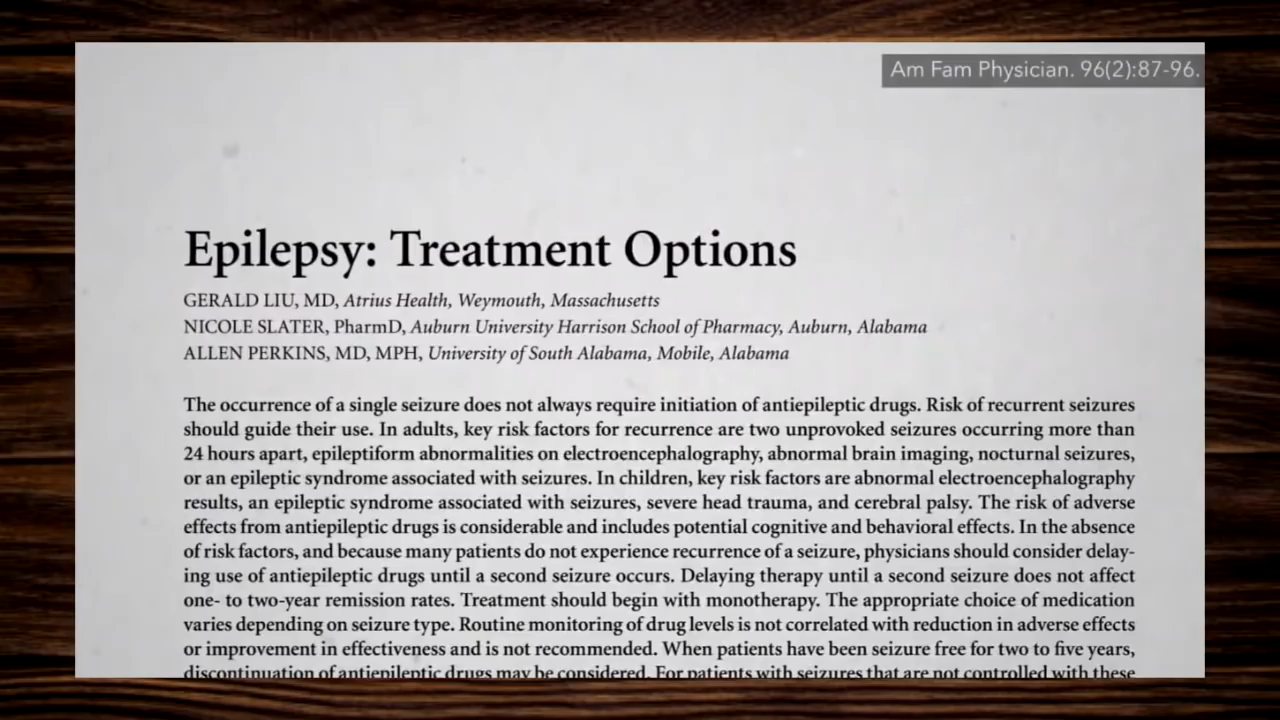 Am Fam Physician. 96(2):87-96.
Epilepsy: Treatment Options
GERALD LIU, MD, Atrius Health, Weymouth, Massachusetts
NICOLE SLATER, PharmD, Auburn University Harrison School of Pharmacy, Auburn, Alabama
ALLEN PERKINS, MD, MPH, University of South Alabama, Mobile, Alabama
The occurrence of a single seizure does not always require initiation of antiepileptic drugs. Risk of recurrent seizures
should guide their use. In adults, key risk factors for recurrence are two unprovoked seizures occurring more than
24 hours apart, epileptiform abnormalities on electroencephalography, abnormal brain imaging, nocturnal seizures,
or an epileptic syndrome associated with seizures. In children, key risk factors are abnormal electroencephalography
results, an epileptic syndrome associated with seizures, severe head trauma, and cerebral palsy. The risk of adverse
effects from antiepileptic drugs is considerable and includes potential cognitive and behavioral effects. In the absence
of risk factors, and because many patients do not experience recurrence of a seizure, physicians should consider delay-
ing use of antiepileptic drugs until a second seizure occurs. Delaying therapy until a second seizure does not affect
one- to two-year remission rates. Treatment should begin with monotherapy. The appropriate choice of medication
varies depending on seizure type. Routine monitoring of drug levels is not correlated with reduction in adverse effects
or improvement in effectiveness and is not recommended. When patients have been seizure free for two to five years,
discontinuation of antiepileptic drugs may be considered. For patients with seizures that are not controlled with these